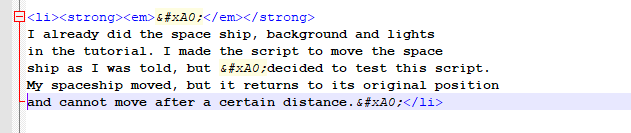 <li><strong><em>&#xA0;</em></strong>
I already did the space ship, background and lights
in the tutorial. I made the script to move the space
ship as I was told, but &#xA0;decided to test this script.
My spaceship moved, but it returns to its original position
and cannot move after a certain distance.&#xA0;</li>